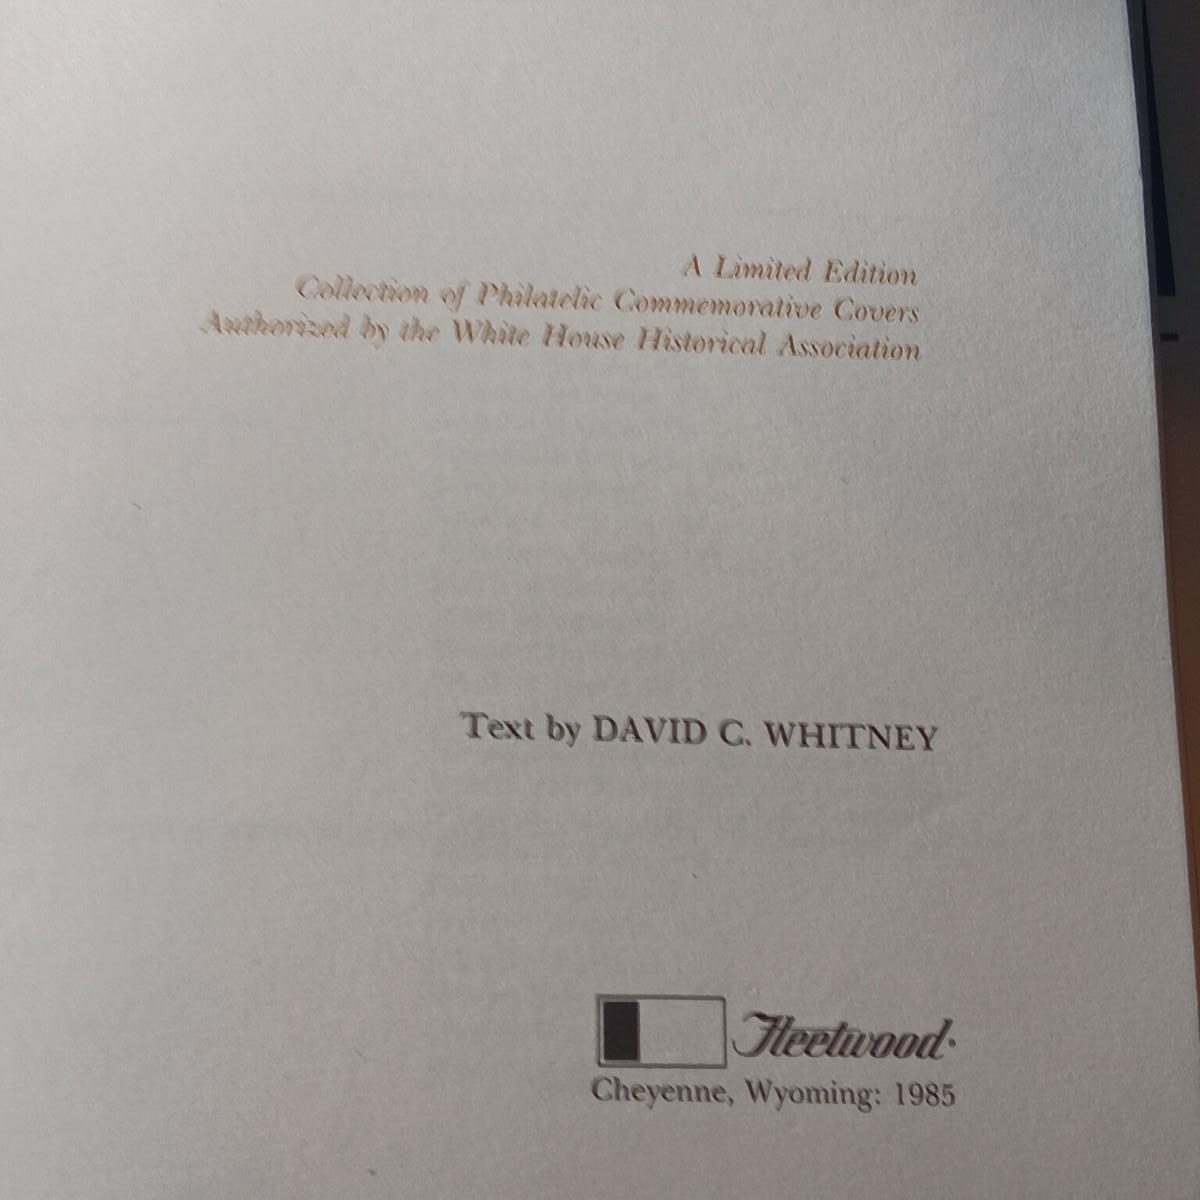 A Limited Edition
Collection of Philatelic Commemorative Covers
Authorized by the White House Historical Association
Text by DAVID C. WHITNEY
Fleetwood
Cheyenne, Wyoming: 1985